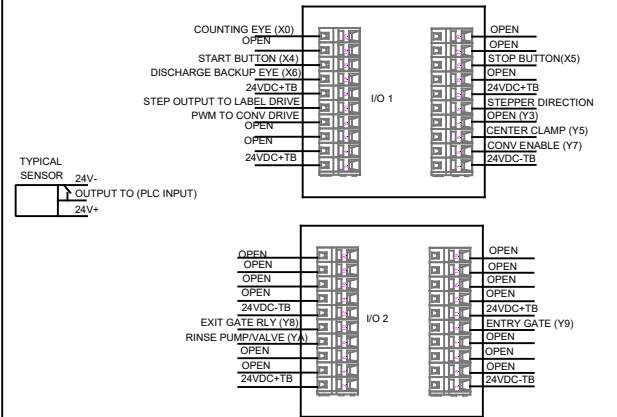 COUNTING EYE (X0)
OPEN
START BUTTON (X4)
DISCHARGE BACKUP EYE (X6)
24VDC+TB
STEP OUTPUT TO LABEL DRIVE
PWM TO CONV DRIVE
OPEN
OPEN
24VDC+TB
I/O 1
OPEN
OPEN
STOP BUTTON(X5)
OPEN
24VDC+TB
STEPPER DIRECTION
OPEN (Y3)
CENTER CLAMP (Y5)
CONV ENABLE (Y7)
24VDC-TB
TYPICAL
SENSOR
24V-
OUTPUT TO (PLC INPUT)
24V+
OPEN
OPEN
OPEN
OPEN
24VDC-TB
EXIT GATE RLY (Y8)
RINSE PUMP/VALVE (YA)
OPEN
OPEN
24VDC+TB
I/O 2
OPEN
OPEN
OPEN
OPEN
24VDC+TB
ENTRY GATE (Y9)
OPEN
OPEN
OPEN
24VDC-TB